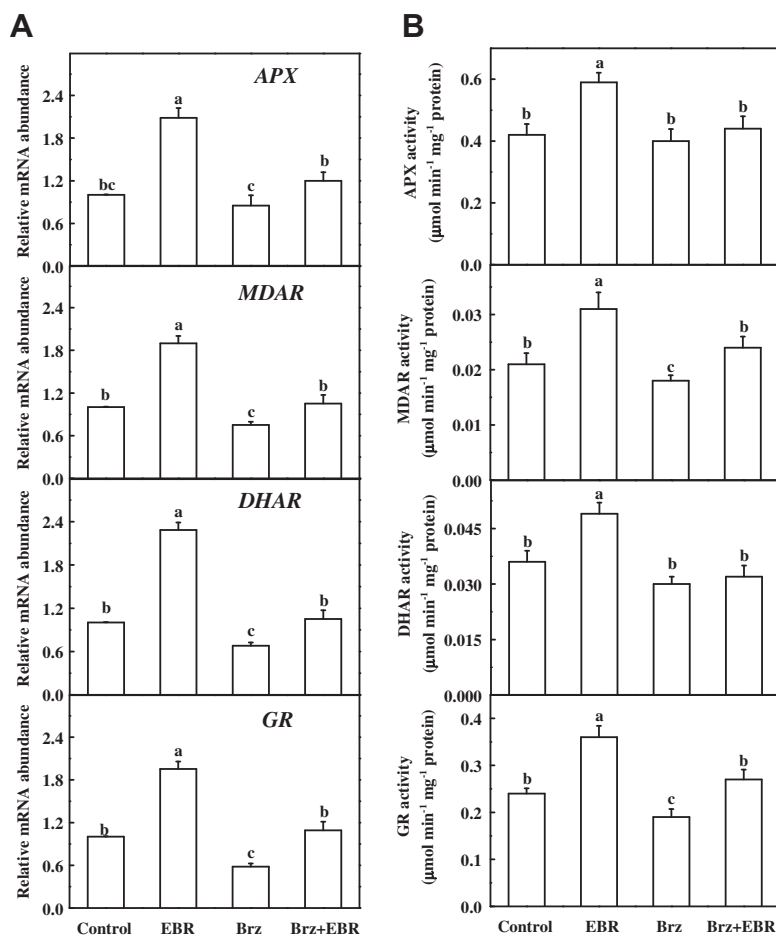 A
Relative mRNA abundance
2.4
1.8
1.2
0.6
0.0
APX
bc
a
c
b
Relative mRNA abundance
2.4
1.8
1.2
0.6
0.0
MDAR
b
a
c
b
Relative mRNA abundance
2.4
1.8
1.2
0.6
0.0
DHAR
b
a
c
b
Relative mRNA abundance
2.4
1.8
1.2
0.6
0.0
GR
b
a
c
b
Control EBR Brz Brz+EBR
B
APX activity
(μmol min-1 mg-1 protein)
0.6
0.4
0.2
0.0
b
a
b
b
MDAR activity
(μmol min-1 mg-1 protein)
0.03
0.02
0.01
0.00
b
a
c
b
DHAR activity
(μmol min-1 mg-1 protein)
0.045
0.030
0.015
0.000
b
a
b
b
GR activity
(μmol min-1 mg-1 protein)
0.4
0.3
0.2
0.1
0.0
b
a
c
b
Control EBR Brz Brz+EBR